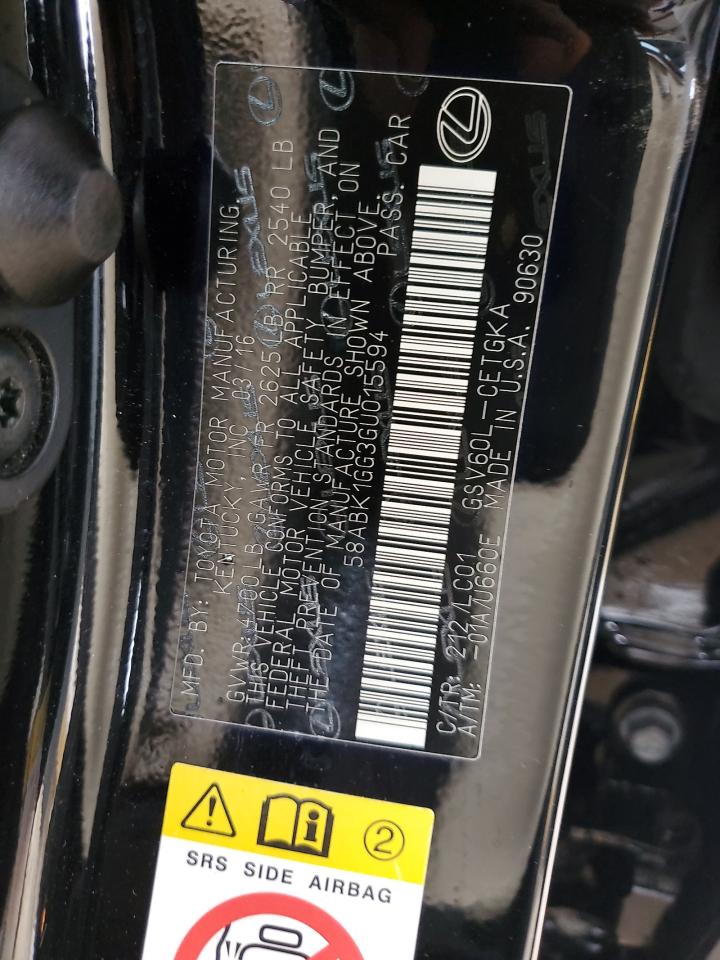 MFD. BY: TOYOTA MOTOR MANUFACTURING,
KENTUCKY, INC. 03/16
GVWR 4700 LB GAWR FR 2625 LB RR 2540 LB
THIS VEHICLE CONFORMS TO ALL APPLICABLE
FEDERAL MOTOR VEHICLE SAFETY BUMPER, AND
THEFT PREVENTION STANDARDS IN EFFECT ON
THE DATE OF MANUFACTURE SHOWN ABOVE.
58ABK1GG3GU015594 PASS. CAR
C/TR: 212 /LC01 GSV60L-CETGKA
A/TM: -01A/U660E MADE IN U.S.A. 90630
2
SRS SIDE AIRBAG